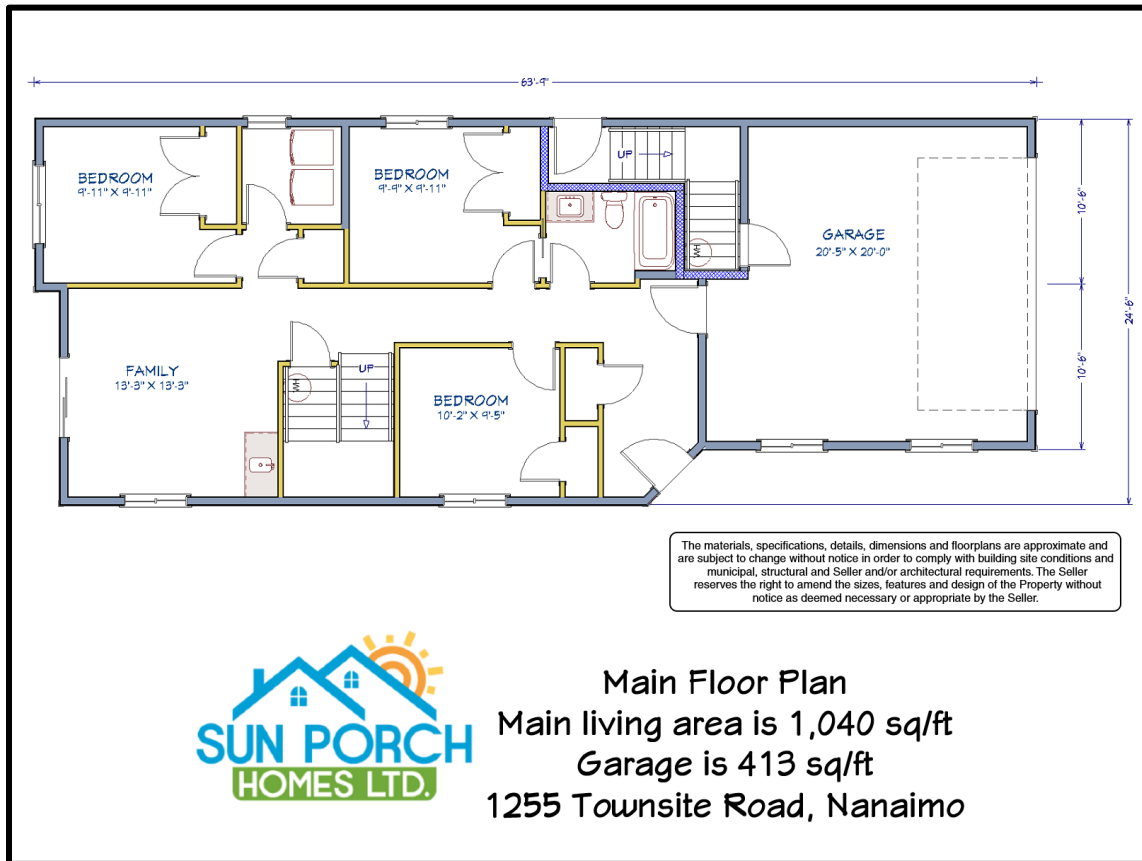 63'-9"
BEDROOM
9'-11" X 9'-11"
BEDROOM
9'-9" X 9'-11"
UP
10'-6"
WH
GARAGE
20'-5" X 20'-0"
24'-6"
FAMILY
13'-3" X 13'-3"
WH
UP
BEDROOM
10'-2" X 9'-5"
10'-6"
The materials, specifications, details, dimensions and floorplans are approximate and
are subject to change without notice in order to comply with building site conditions and
municipal, structural and Seller and/or architectural requirements. The Seller
reserves the right to amend the sizes, features and design of the Property without
notice as deemed necessary or appropriate by the Seller.
SUN PORCH
HOMES LTD.
Main Floor Plan
Main living area is 1,040 sq/ft
Garage is 413 sq/ft
1255 Townsite Road, Nanaimo